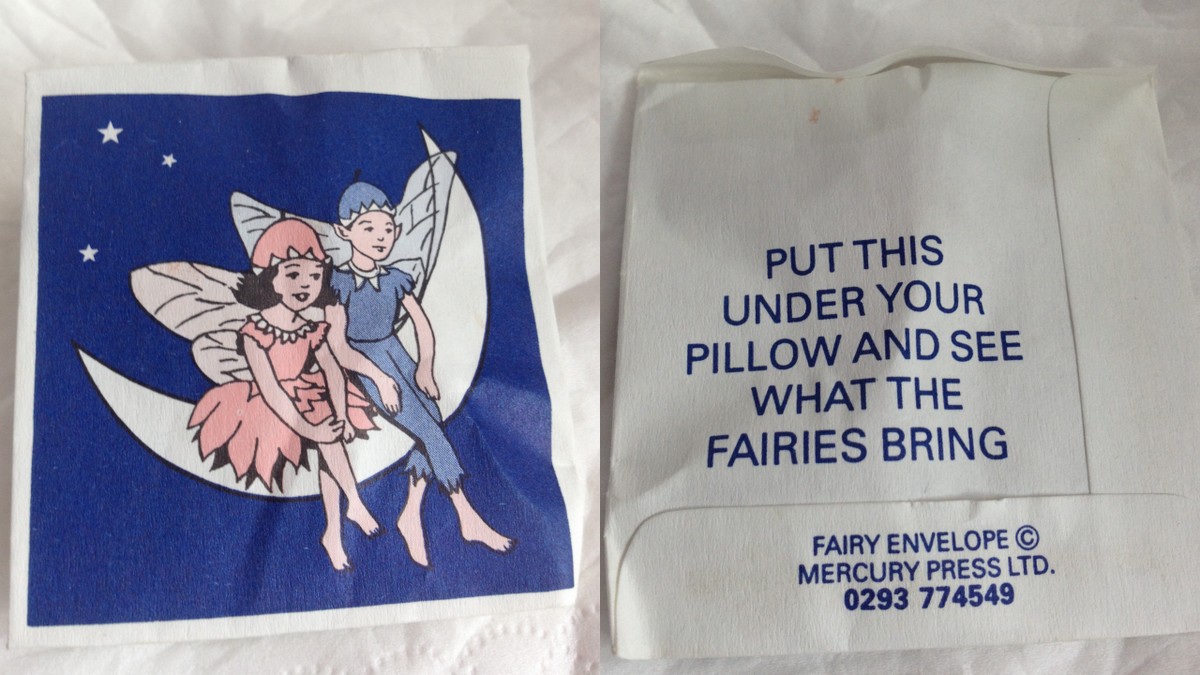 PUT THIS
UNDER YOUR
PILLOW AND SEE
WHAT THE
FAIRIES BRING
FAIRY ENVELOPE ©
MERCURY PRESS LTD.
0293 774549